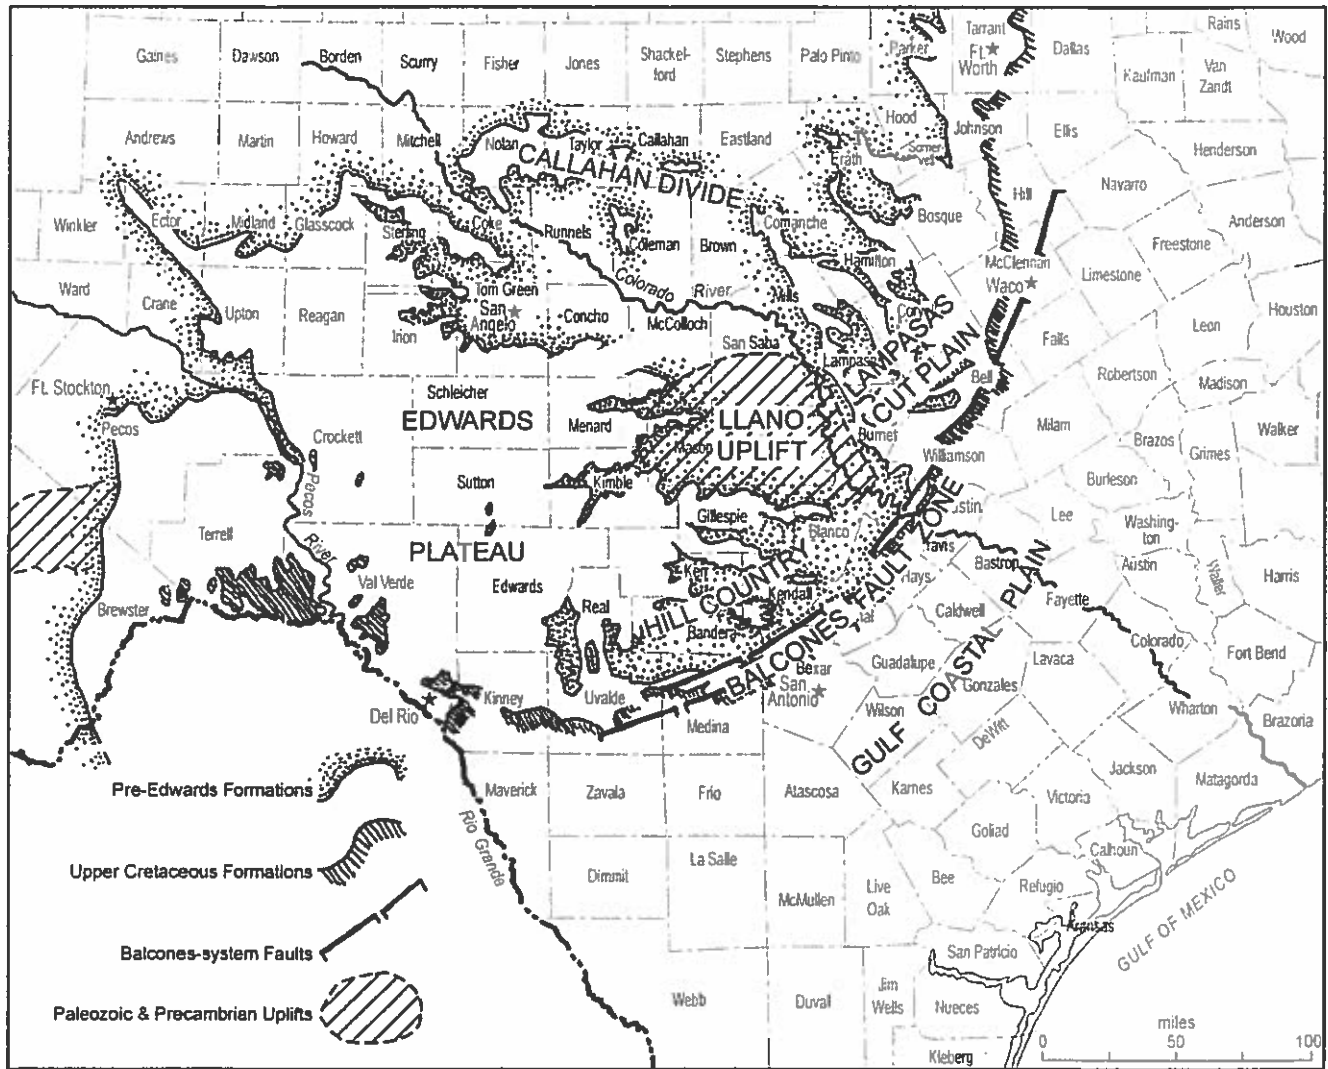 Tarrant
Rains
Gaines
Dawson
Borden
Scurry
Fisher
Jones
Shackel-
ford
Stephens
Palo Pinto
Parker
Ft.
Worth
Dallas
Kaufman
Van
Zandt
Wood
Andrews
Martin
Howard
Mitchell
Nolan
Taylor
Callahan
Eastland
Hood
Somer-
vell
Johnson
Ellis
Henderson
CALLAHAN DIVIDE
Erath
Winkler
Ector
Midland
Glasscock
Sterling
Coke
Runnels
Coleman
Brown
Comanche
Bosque
Hill
Navarro
Anderson
Freestone
Hamilton
McClennan
Waco
Limestone
Ward
Crane
Upton
Reagan
Irion
Tom Green
San
Angelo
Concho
Colorado River
McColloch
Mills
San Saba
Lampasas
LAMPASAS
CUT PLAIN
Bell
Falls
Leon
Houston
Robertson
Madison
Ft. Stockton
Pecos
Crockett
Schleicher
EDWARDS
Menard
Mason
LLANO
UPLIFT
Burnet
Williamson
Milam
Brazos
Grimes
Walker
Burleson
Sutton
Kimble
Pecos
River
Terrell
PLATEAU
Gillespie
Blanco
Travis
Lee
Washing-
ton
Austin
Waller
Harris
Bastrop
Brewster
Val Verde
Edwards
Real
Kerr
Kendall
HILL COUNTRY
Bandera
BALCONES FAULT ZONE
Hays
Caldwell
Fayette
Colorado
Fort Bend
Del Rio
Kinney
Uvalde
Medina
Bexar
San
Antonio
Guadalupe
Gonzales
Lavaca
Wilson
GULF COASTAL PLAIN
DeWitt
Wharton
Brazoria
Pre-Edwards Formations
Maverick
Zavala
Frio
Atascosa
Karnes
Jackson
Matagorda
Victoria
Goliad
Calhoun
Rio Grande
Upper Cretaceous Formations
Dimmit
La Salle
McMullen
Live
Oak
Bee
Refugio
Aransas
GULF OF MEXICO
Balcones-system Faults
San Patricio
Webb
Duval
Jim
Wells
Nueces
Kleberg
Paleozoic & Precambrian Uplifts
miles
0 50 100